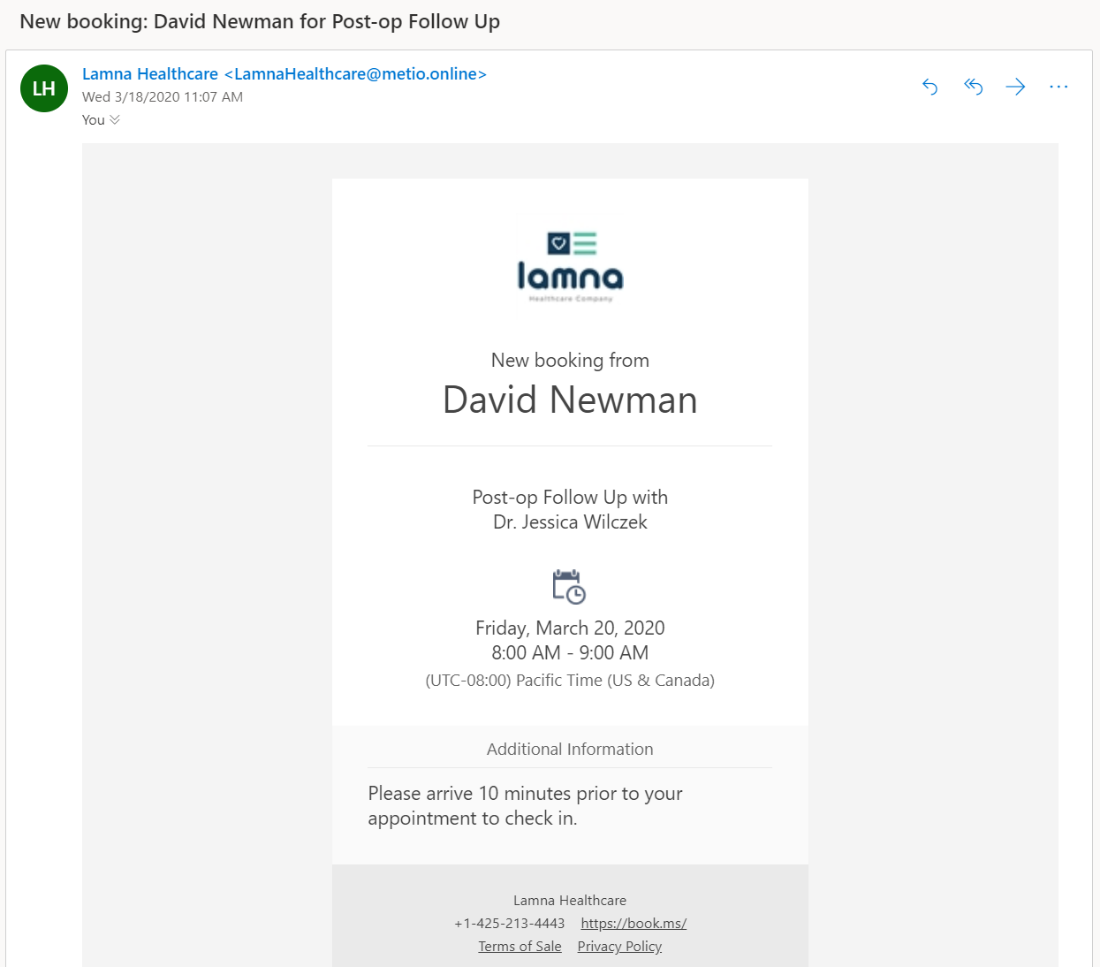 New booking: David Newman for Post-op Follow Up
LH
Lamna Healthcare <LamnaHealthcare@metio.online>
Wed 3/18/2020 11:07 AM
You
lamna
Healthcare Company
New booking from
David Newman
Post-op Follow Up with
Dr. Jessica Wilczek
Friday, March 20, 2020
8:00 AM - 9:00 AM
(UTC-08:00) Pacific Time (US & Canada)
Additional Information
Please arrive 10 minutes prior to your
appointment to check in.
Lamna Healthcare
+1-425-213-4443 https://book.ms/
Terms of Sale Privacy Policy